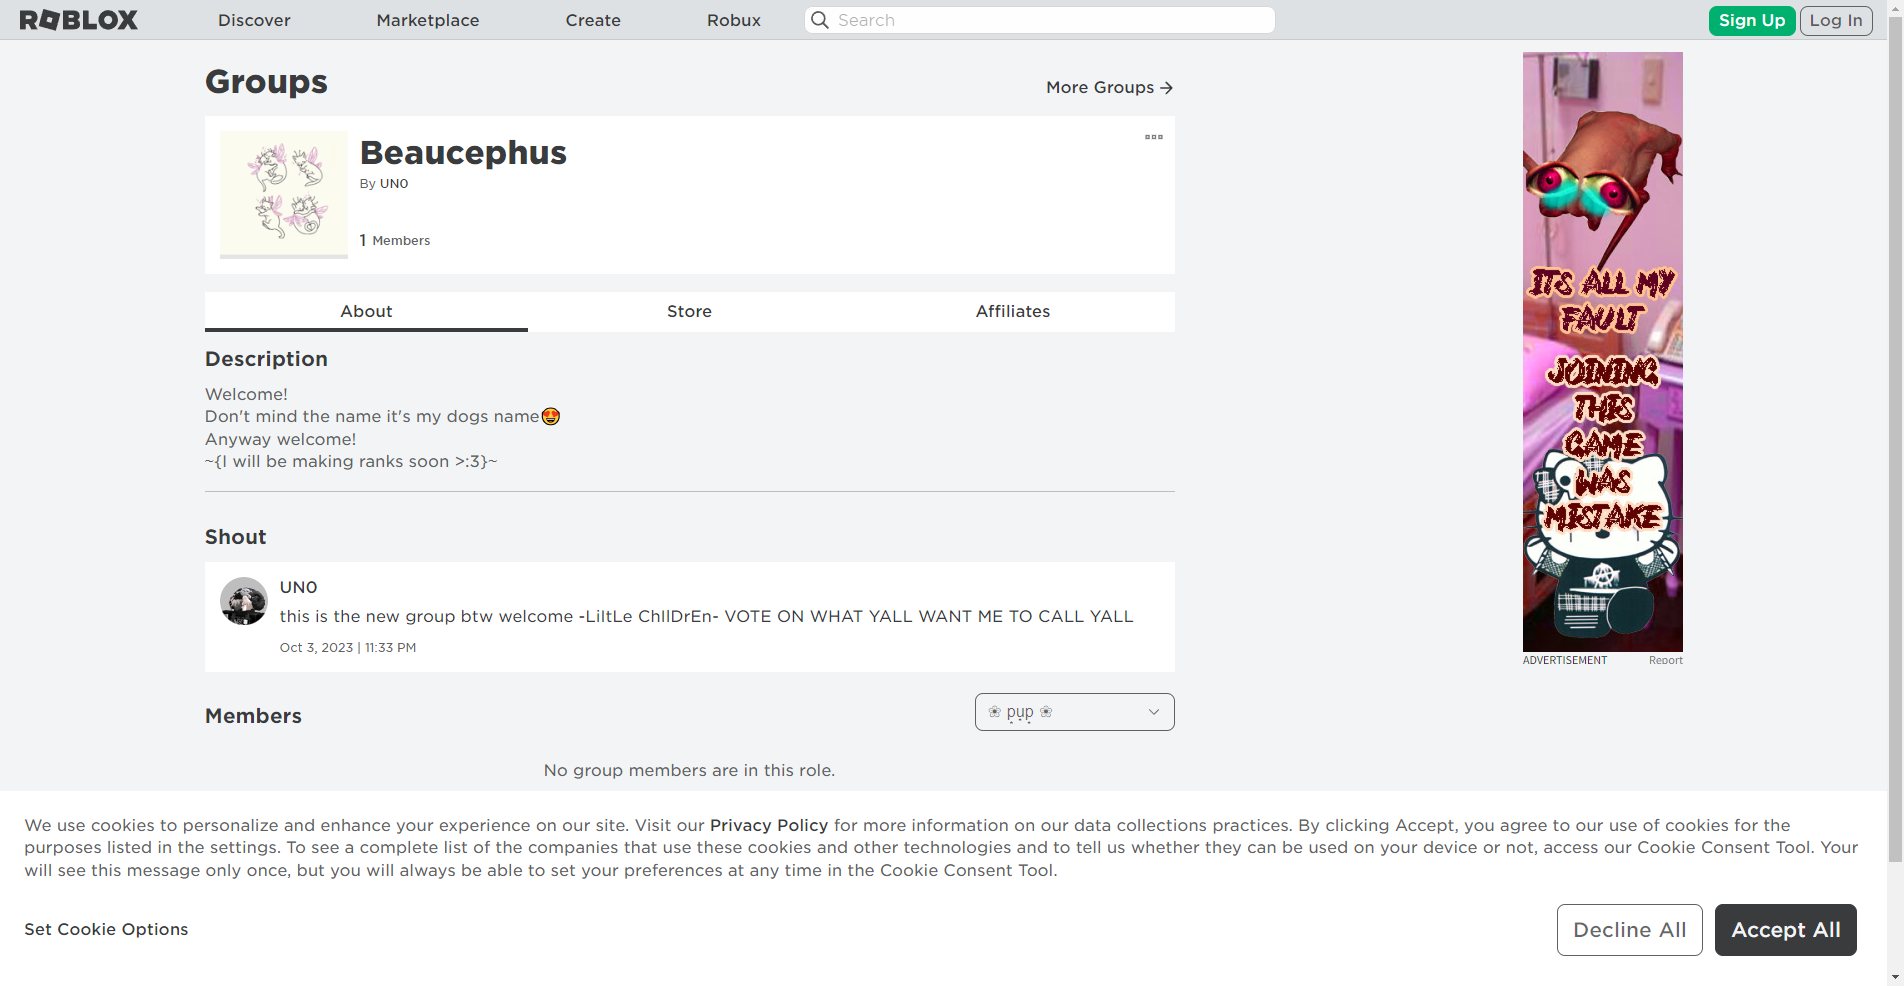 ROBLOX Discover Marketplace Create Robux Search Sign Up Log In
Groups
More Groups →
Beaucephus
By UN0
1 Members
About Store Affiliates
Description
Welcome!
Don't mind the name it's my dogs name😍
Anyway welcome!
~{I will be making ranks soon >:3}~
Shout
UN0
this is the new group btw welcome -LiItLe ChIlDrEn- VOTE ON WHAT YALL WANT ME TO CALL YALL
Oct 3, 2023 | 11:33 PM
Members
❀ p̣ụp̣ ❀
No group members are in this role.
ITS ALL MY
FAULT
JOINING
THIS
GAME
WAS
MISTAKE
ADVERTISEMENT Report
We use cookies to personalize and enhance your experience on our site. Visit our Privacy Policy for more information on our data collections practices. By clicking Accept, you agree to our use of cookies for the
purposes listed in the settings. To see a complete list of the companies that use these cookies and other technologies and to tell us whether they can be used on your device or not, access our Cookie Consent Tool. Your
will see this message only once, but you will always be able to set your preferences at any time in the Cookie Consent Tool.
Set Cookie Options
Decline All
Accept All